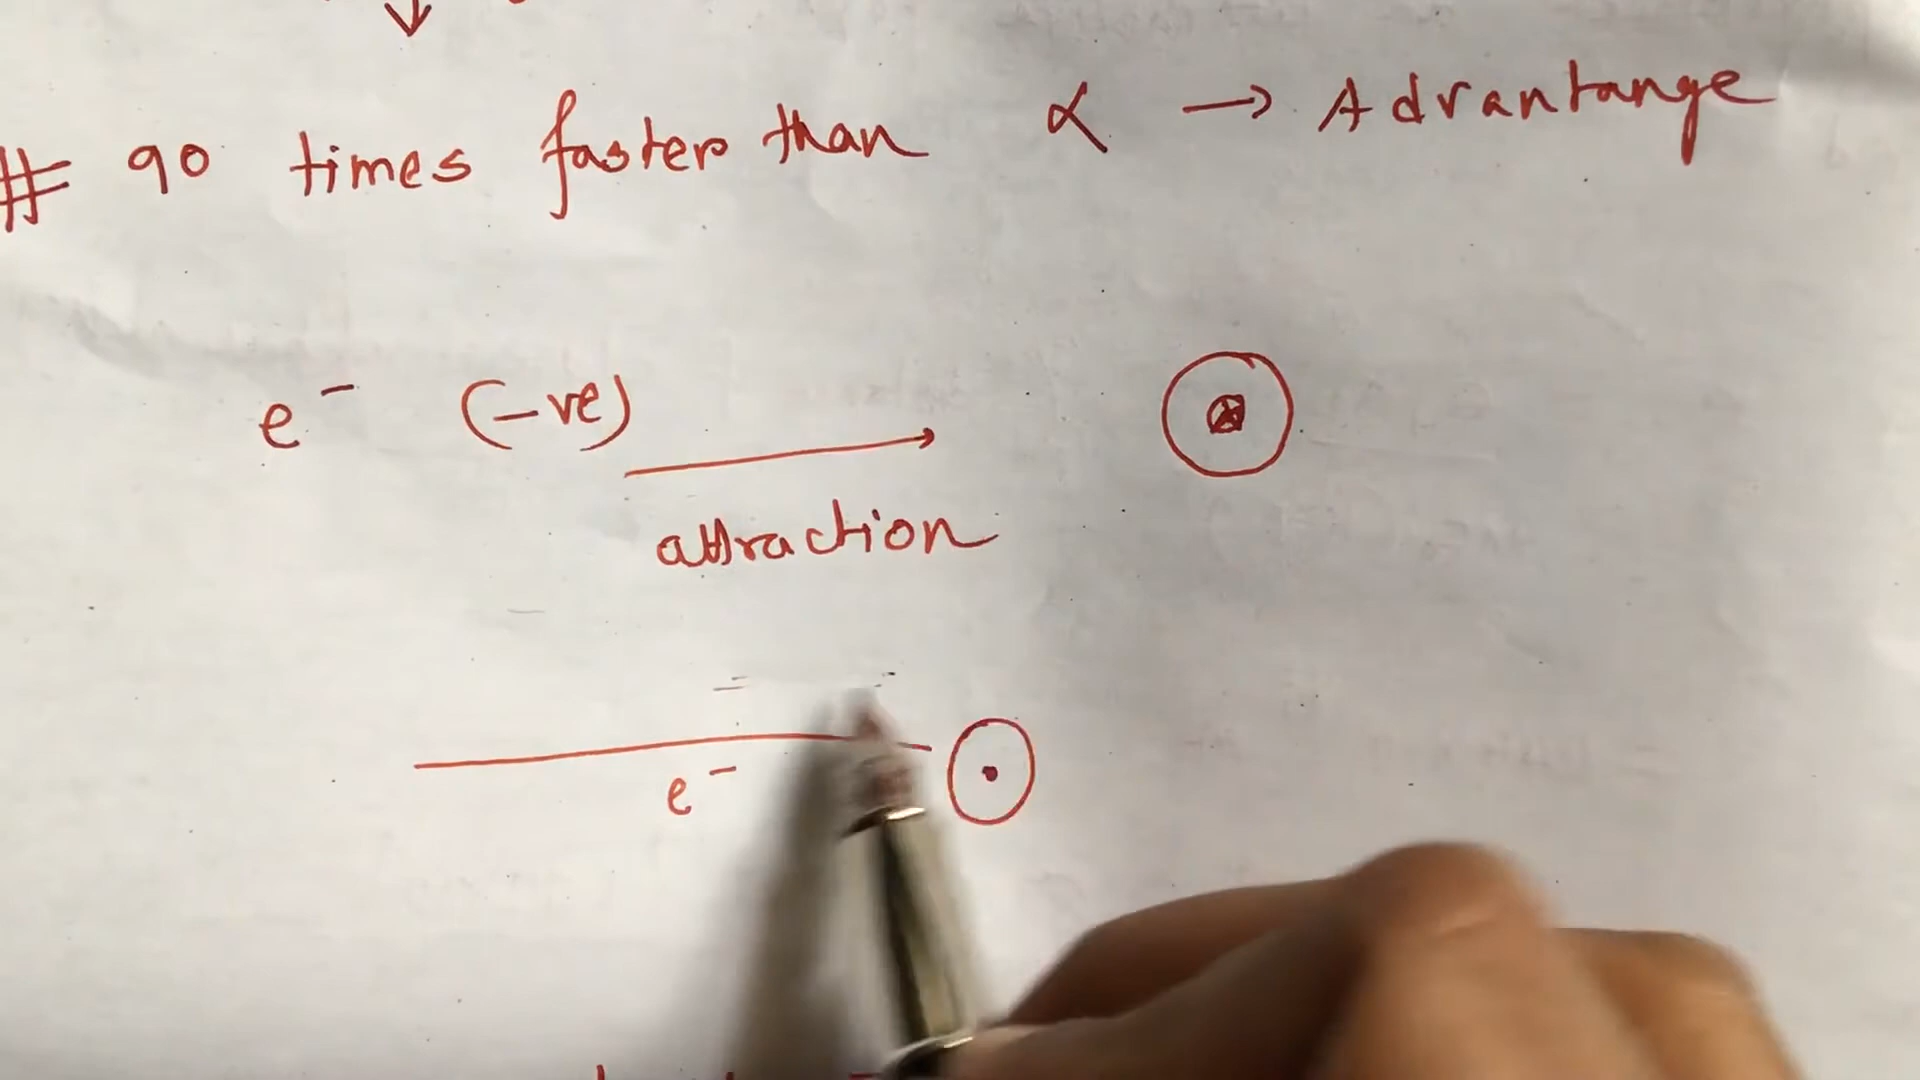 # 90 times faster than α → Advantange
e⁻ (-ve)
attraction
e⁻